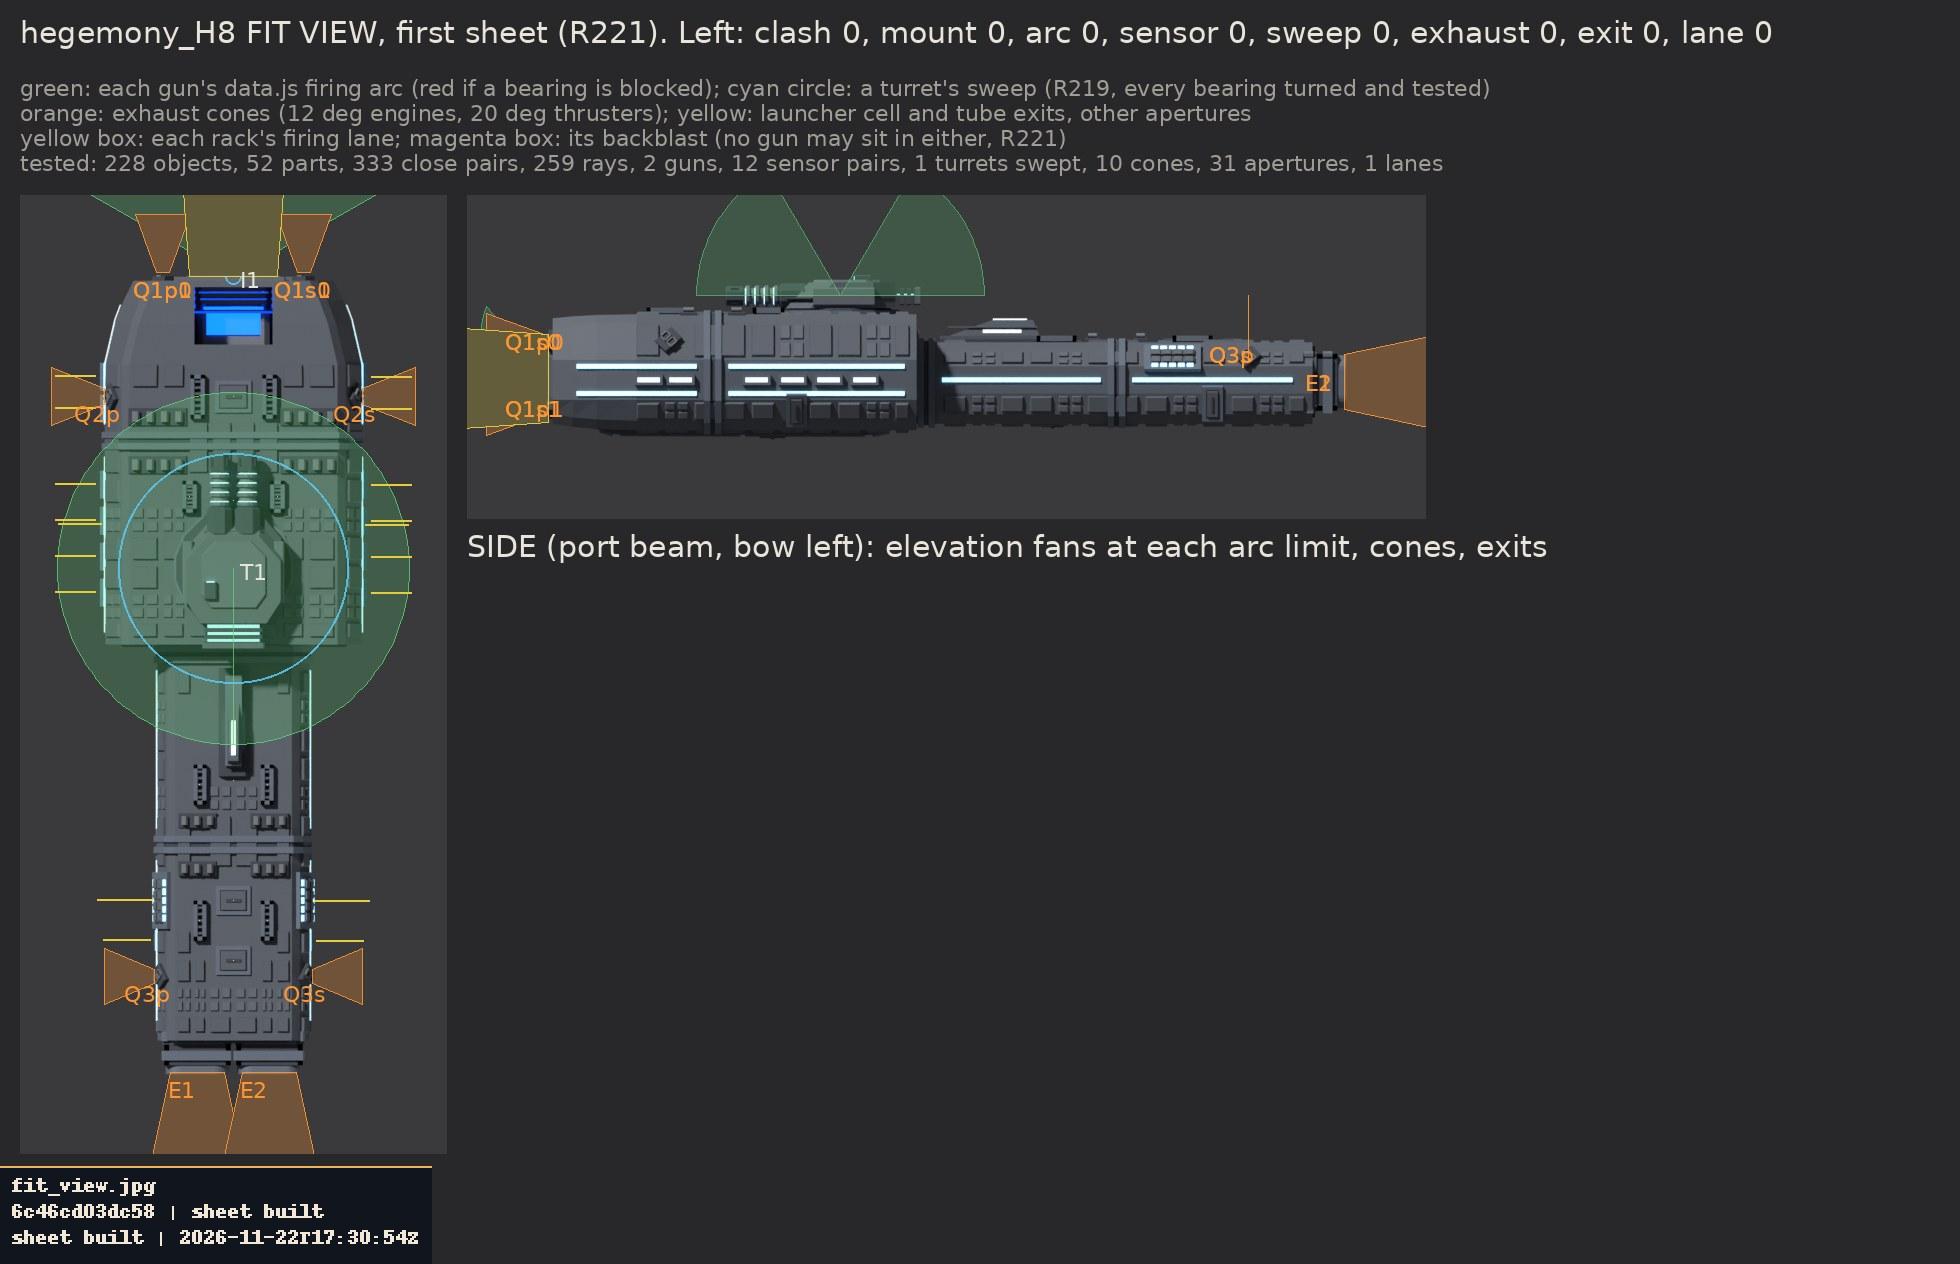 hegemony_H8 FIT VIEW, first sheet (R221). Left: clash 0, mount 0, arc 0, sensor 0, sweep 0, exhaust 0, exit 0, lane 0
green: each gun's data.js firing arc (red if a bearing is blocked); cyan circle: a turret's sweep (R219, every bearing turned and tested)
orange: exhaust cones (12 deg engines, 20 deg thrusters); yellow: launcher cell and tube exits, other apertures
yellow box: each rack's firing lane; magenta box: its backblast (no gun may sit in either, R221)
tested: 228 objects, 52 parts, 333 close pairs, 259 rays, 2 guns, 12 sensor pairs, 1 turrets swept, 10 cones, 31 apertures, 1 lanes
I1
Q2p
Q2s
T1
Q3p
Q3s
E1
E2
Q3p
SIDE (port beam, bow left): elevation fans at each arc limit, cones, exits
fit_view.jpg
6c46cd03dc58 | sheet built
sheet built | 2026-11-22T17:30:54Z